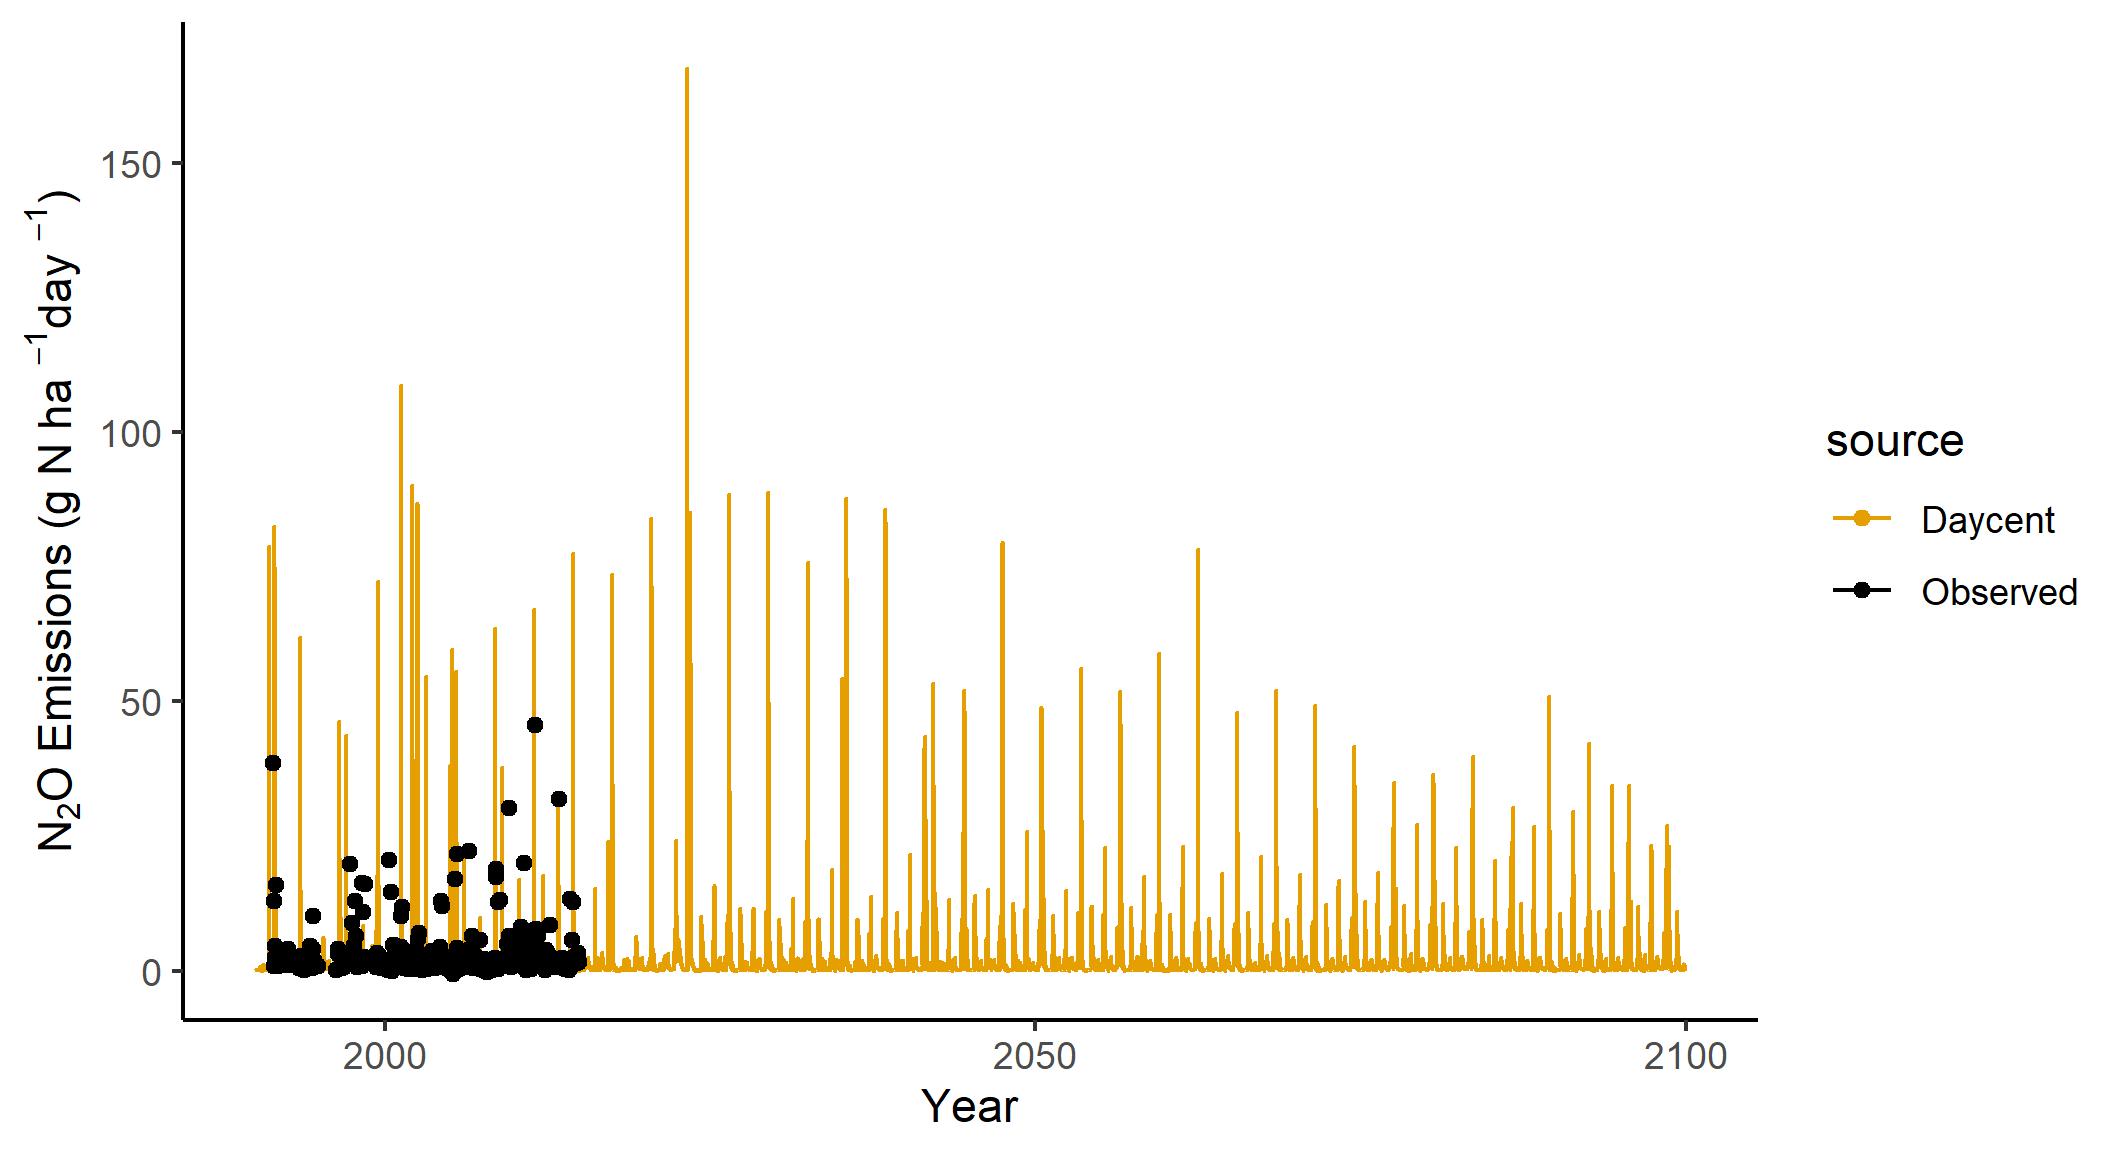 N₂O Emissions (g N ha ⁻¹day ⁻¹)
150
100
50
0
2000 2050 2100
Year
source
Daycent
Observed